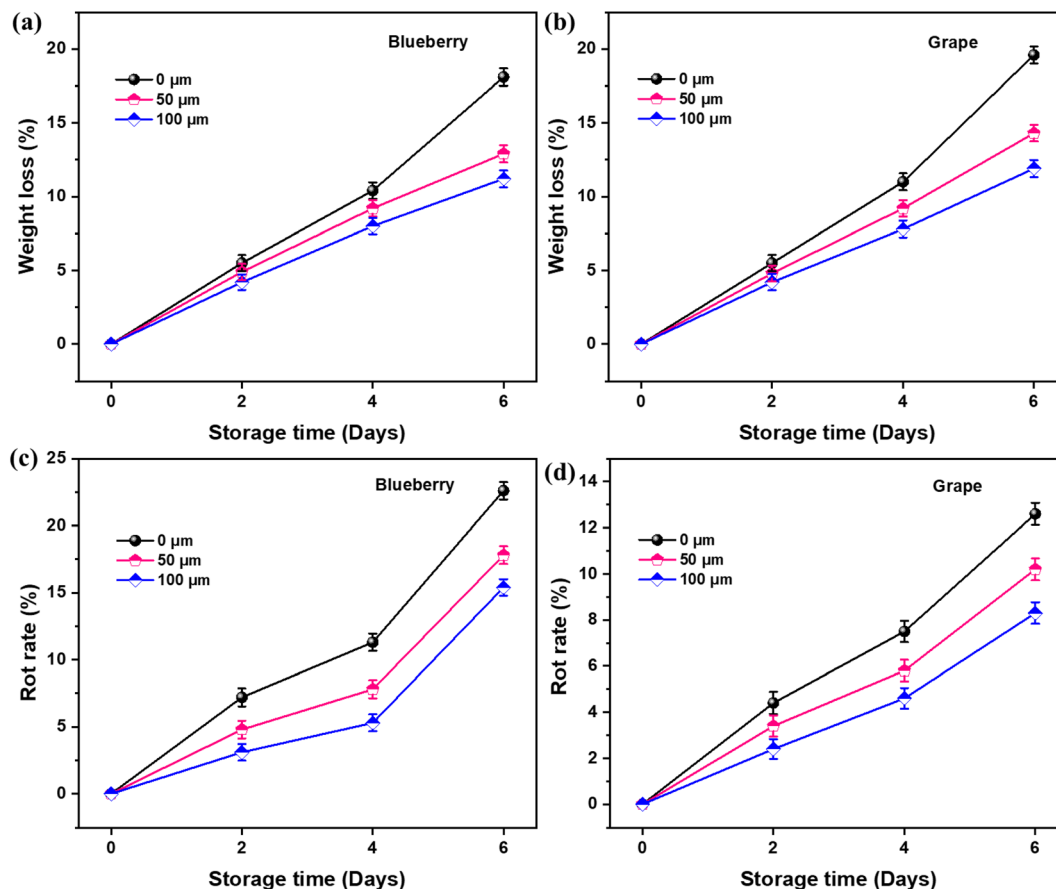 (a)
Blueberry
0 μm
50 μm
100 μm
20
15
10
5
0
Weight loss (%)
0 2 4 6
Storage time (Days)
(b)
Grape
0 μm
50 μm
100 μm
20
15
10
5
0
Weight loss (%)
0 2 4 6
Storage time (Days)
(c)
Blueberry
0 μm
50 μm
100 μm
25
20
15
10
5
0
Rot rate (%)
0 2 4 6
Storage time (Days)
(d)
Grape
0 μm
50 μm
100 μm
14
12
10
8
6
4
2
0
Rot rate (%)
0 2 4 6
Storage time (Days)